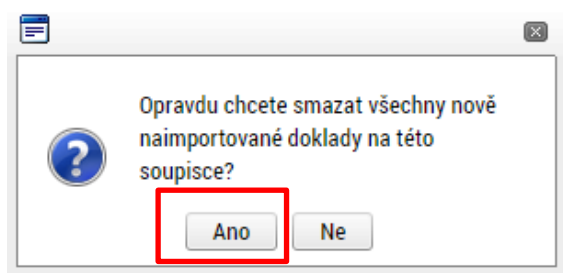 Opravdu chcete smazat všechny nově
naimportované doklady na této
soupisce?
Ano Ne